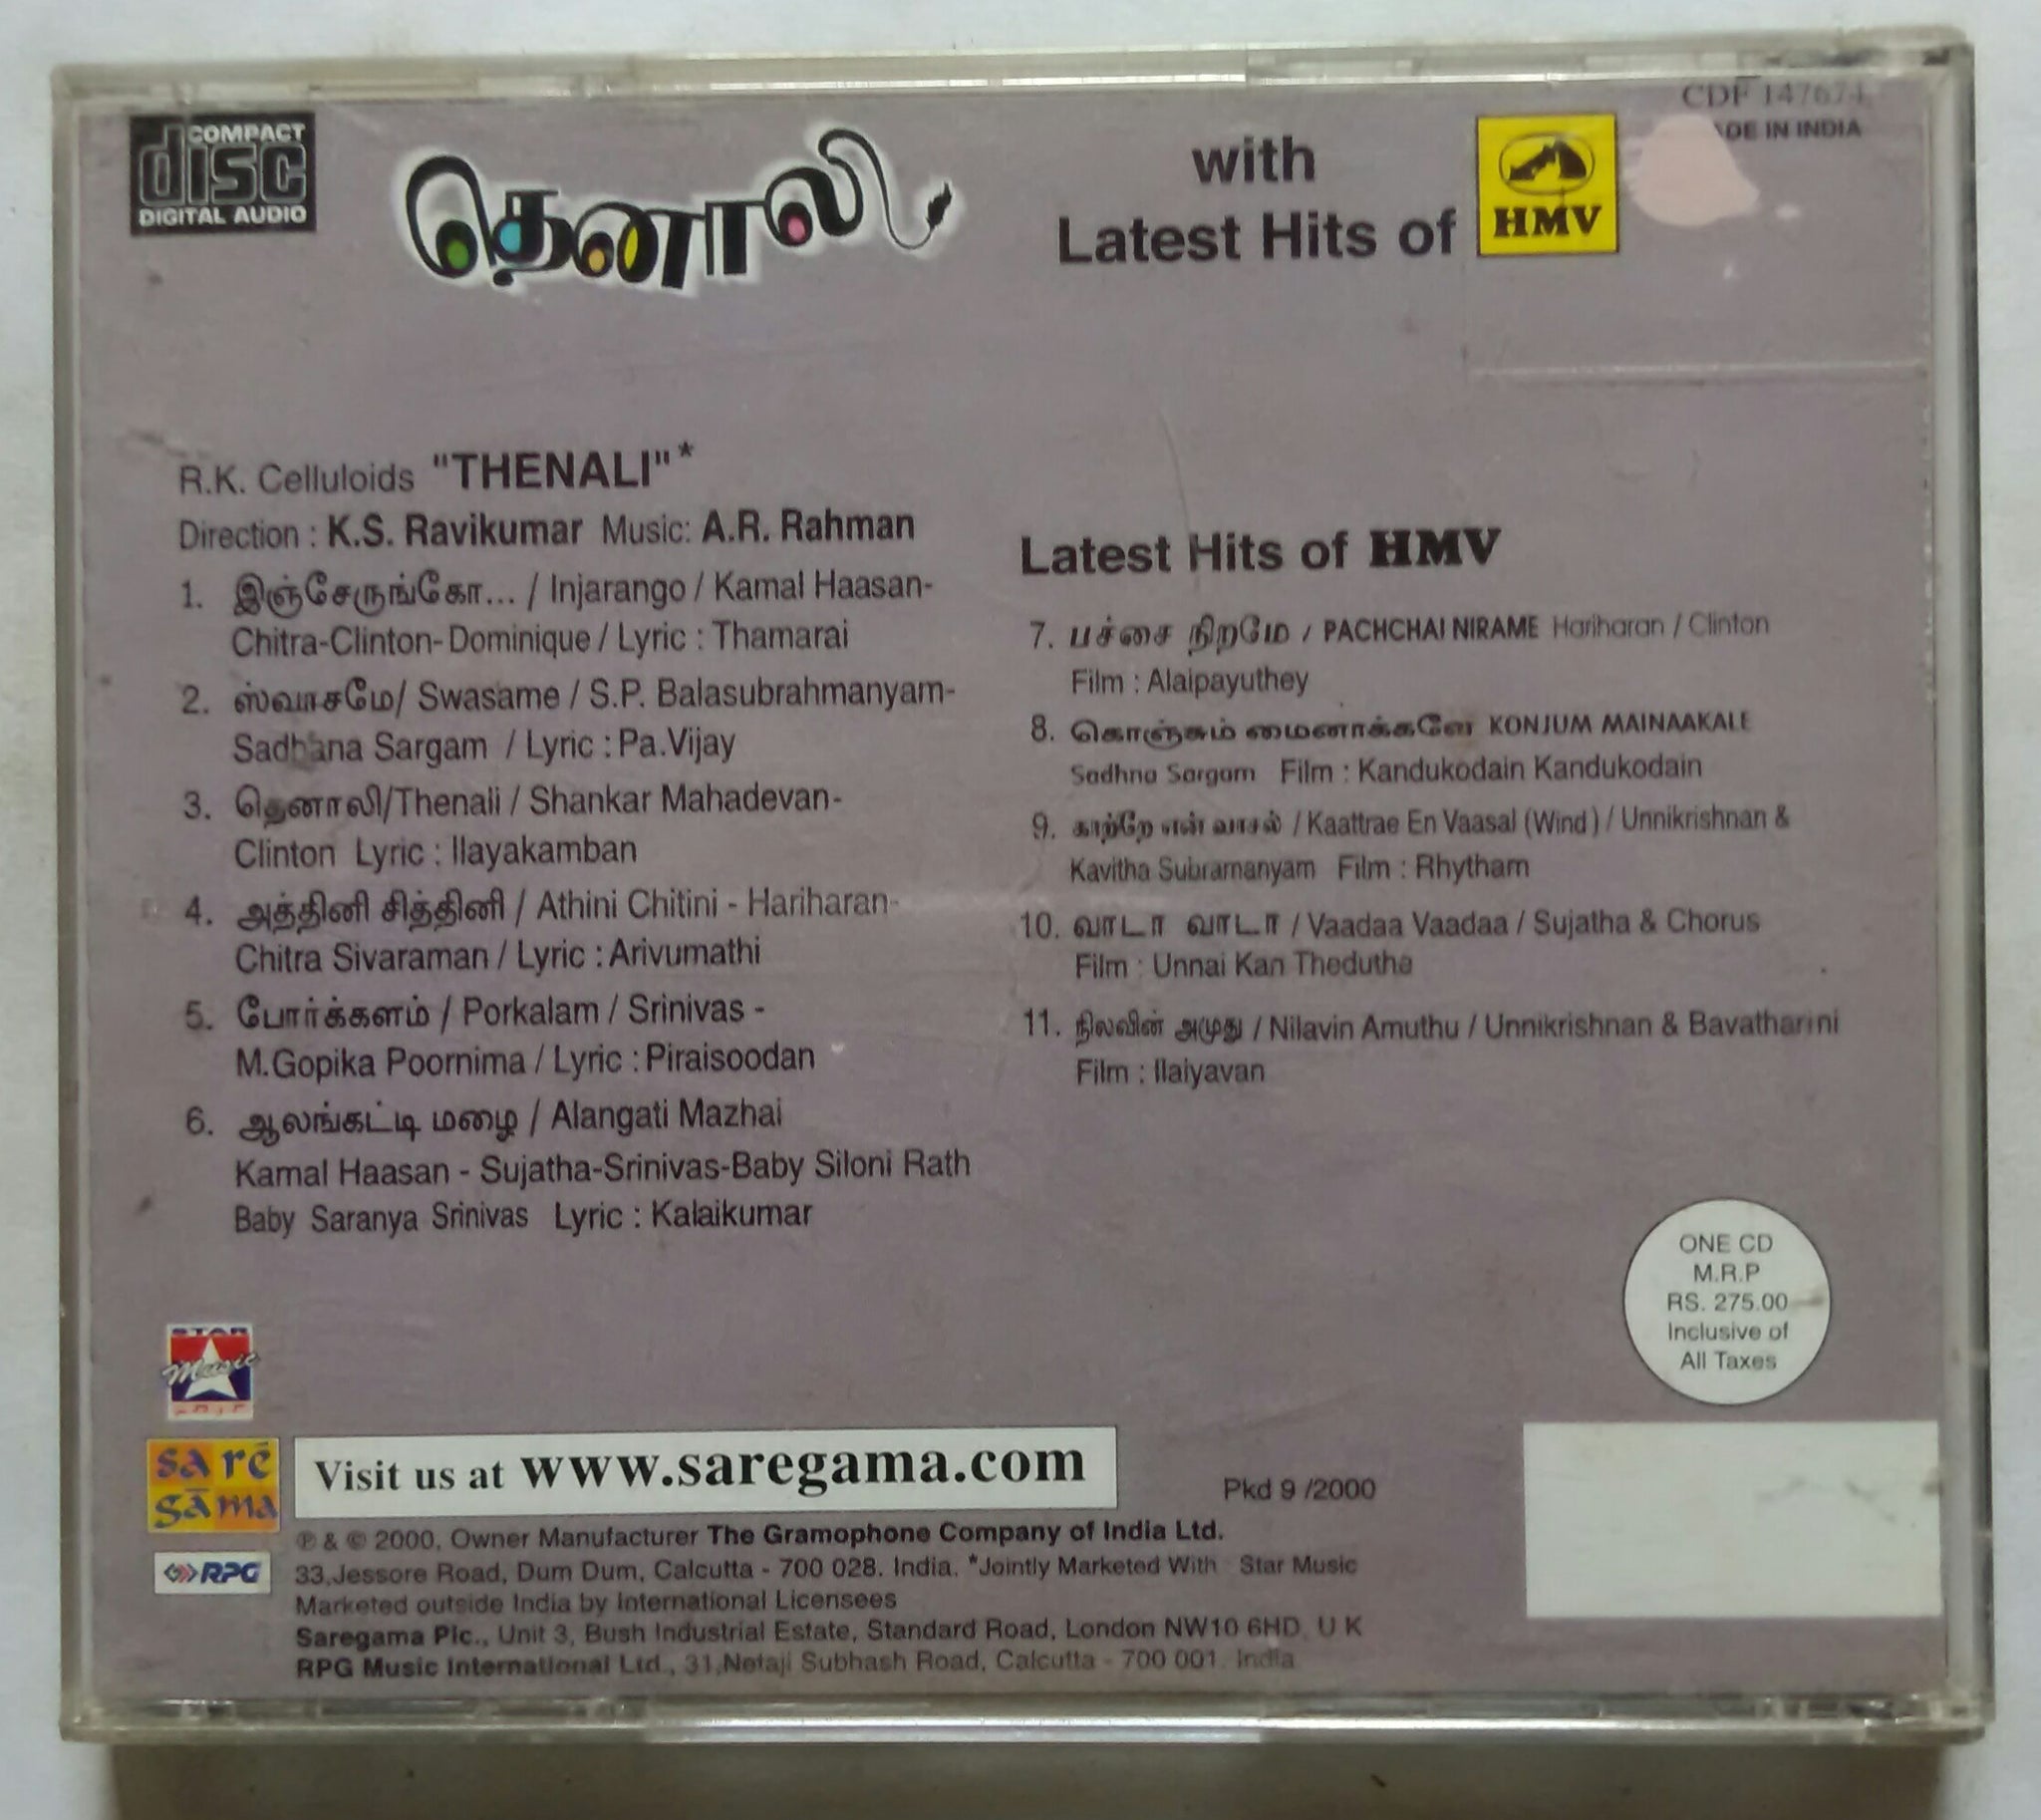 COMPACT
disc
DIGITAL AUDIO
தெனாலி
with
Latest Hits of
HMV
CDF 147674
ADE IN INDIA
R.K. Celluloids "THENALI"*
Direction : K.S. Ravikumar Music: A.R. Rahman
1. இஞ்சேருங்கோ... / Injarango / Kamal Haasan-
Chitra-Clinton-Dominique / Lyric : Thamarai
2. ஸ்வாசமே/ Swasame / S.P. Balasubrahmanyam-
Sadhana Sargam / Lyric : Pa.Vijay
3. தெனாலி/Thenali / Shankar Mahadevan-
Clinton Lyric : Ilayakamban
4. அத்தினி சித்தினி / Athini Chitini - Hariharan-
Chitra Sivaraman / Lyric : Arivumathi
5. போர்க்களம் / Porkalam / Srinivas -
M.Gopika Poornima / Lyric : Piraisoodan
6. ஆலங்கட்டி மழை / Alangati Mazhai
Kamal Haasan - Sujatha-Srinivas-Baby Siloni Rath
Baby Saranya Srinivas Lyric : Kalaikumar
Latest Hits of HMV
7. பச்சை நிறமே / PACHCHAI NIRAME Hariharan / Clinton
Film : Alaipayuthey
8. கொஞ்சும் மைனாக்களே KONJUM MAINAAKALE
Sadhna Sargam Film : Kandukodain Kandukodain
9. காற்றே என் வாசல் / Kaattrae En Vaasal (Wind) / Unnikrishnan &
Kavitha Subramanyam Film : Rhytham
10. வாடா வாடா / Vaadaa Vaadaa / Sujatha & Chorus
Film : Unnai Kan Thedutha
11. நிலவின் அமுது / Nilavin Amuthu / Unnikrishnan & Bavatharini
Film : Ilaiyavan
ONE CD
M.R.P
RS. 275.00
Inclusive of
All Taxes
STAR
Music
sa rē
gāma
Visit us at www.saregama.com
Pkd 9 /2000
RPG
℗ & © 2000, Owner Manufacturer The Gramophone Company of India Ltd.
33,Jessore Road, Dum Dum, Calcutta - 700 028. India. *Jointly Marketed With Star Music
Marketed outside India by International Licensees
Saregama Plc., Unit 3, Bush Industrial Estate, Standard Road, London NW10 6HD, U K
RPG Music International Ltd., 31,Netaji Subhash Road, Calcutta - 700 001. India